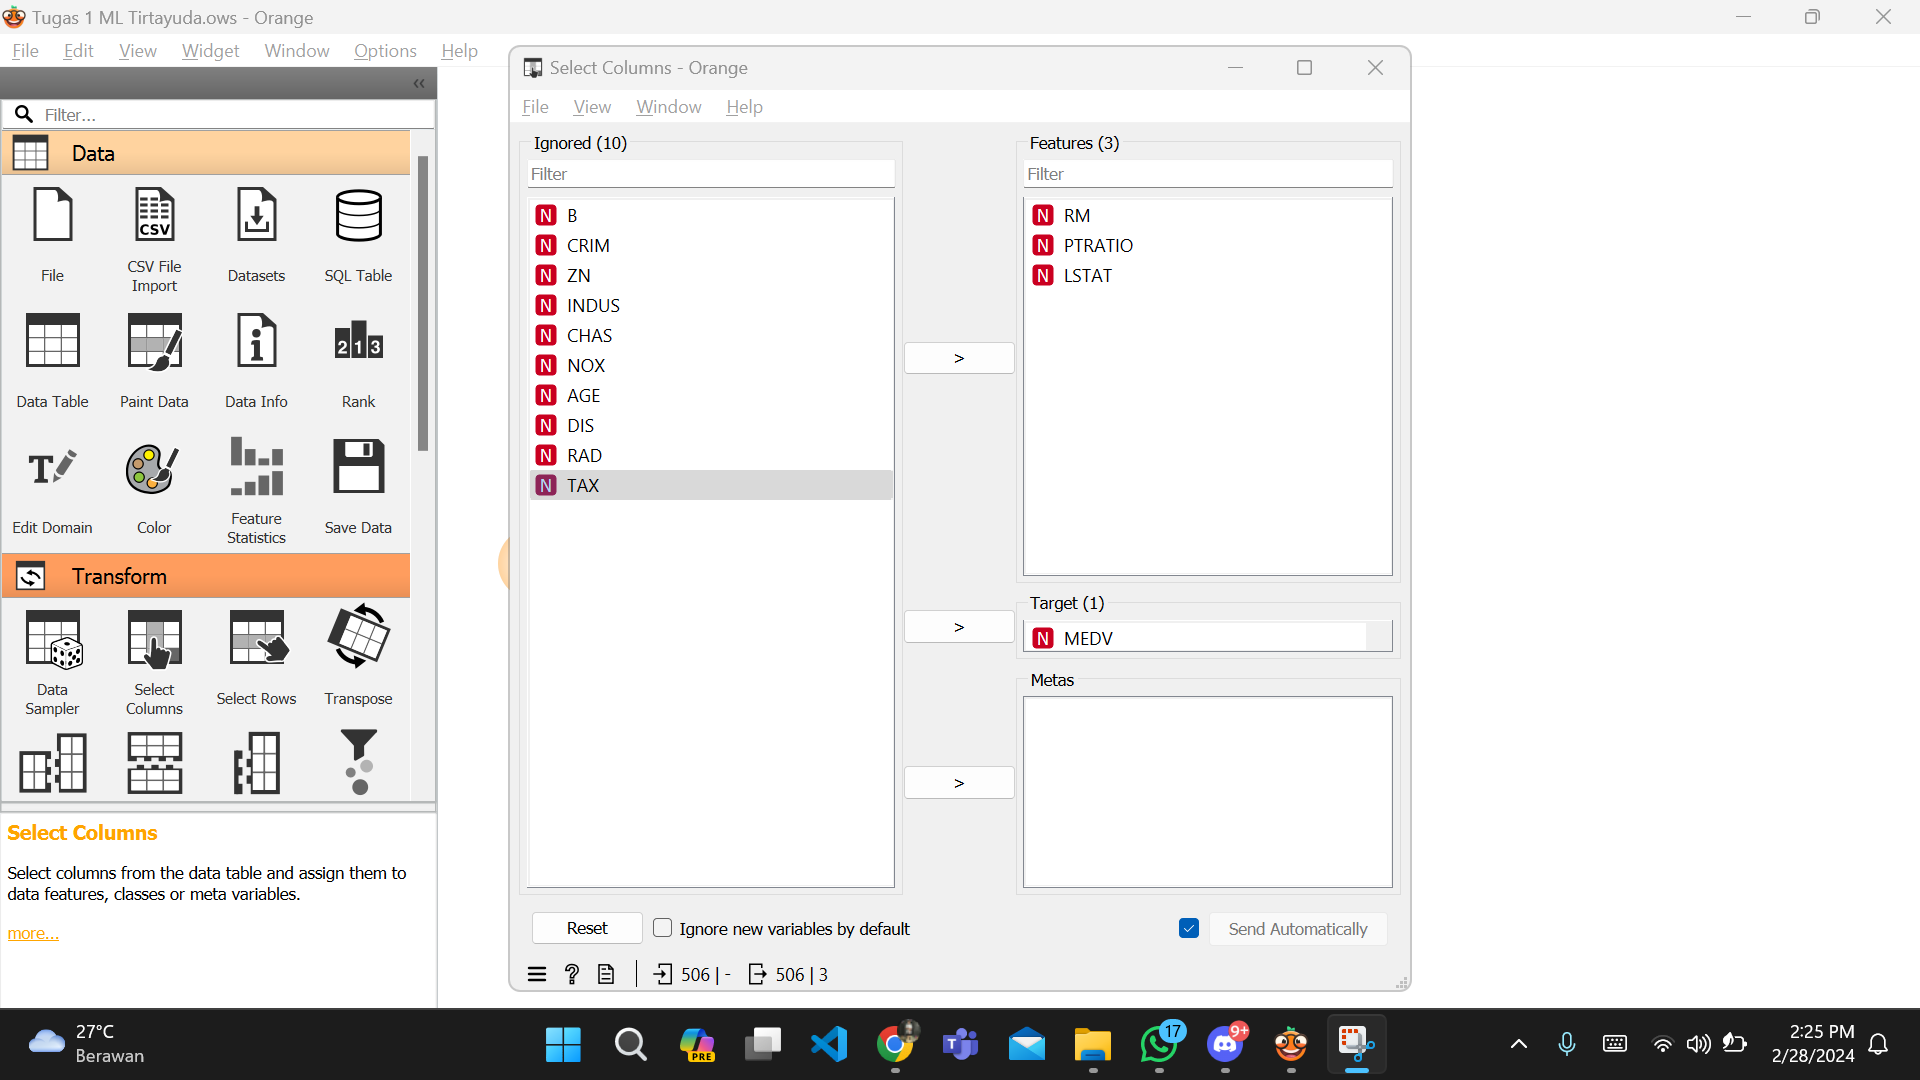 Tugas 1 ML Tirtayuda.ows - Orange
File Edit View Widget Window Options Help
Filter...
Data
File
CSV File
Import
Datasets
SQL Table
Data Table
Paint Data
Data Info
Rank
Edit Domain
Color
Feature
Statistics
Save Data
Transform
Data
Sampler
Select
Columns
Select Rows
Transpose
Select Columns
Select columns from the data table and assign them to
data features, classes or meta variables.
more...
Select Columns - Orange
File View Window Help
Ignored (10)
Filter
N B
N CRIM
N ZN
N INDUS
N CHAS
N NOX
N AGE
N DIS
N RAD
N TAX
>
>
>
Features (3)
Filter
N RM
N PTRATIO
N LSTAT
Target (1)
N MEDV
Metas
Reset
Ignore new variables by default
Send Automatically
? 506 | - 506 | 3
27°C
Berawan
PRE
17
9+
2:25 PM
2/28/2024